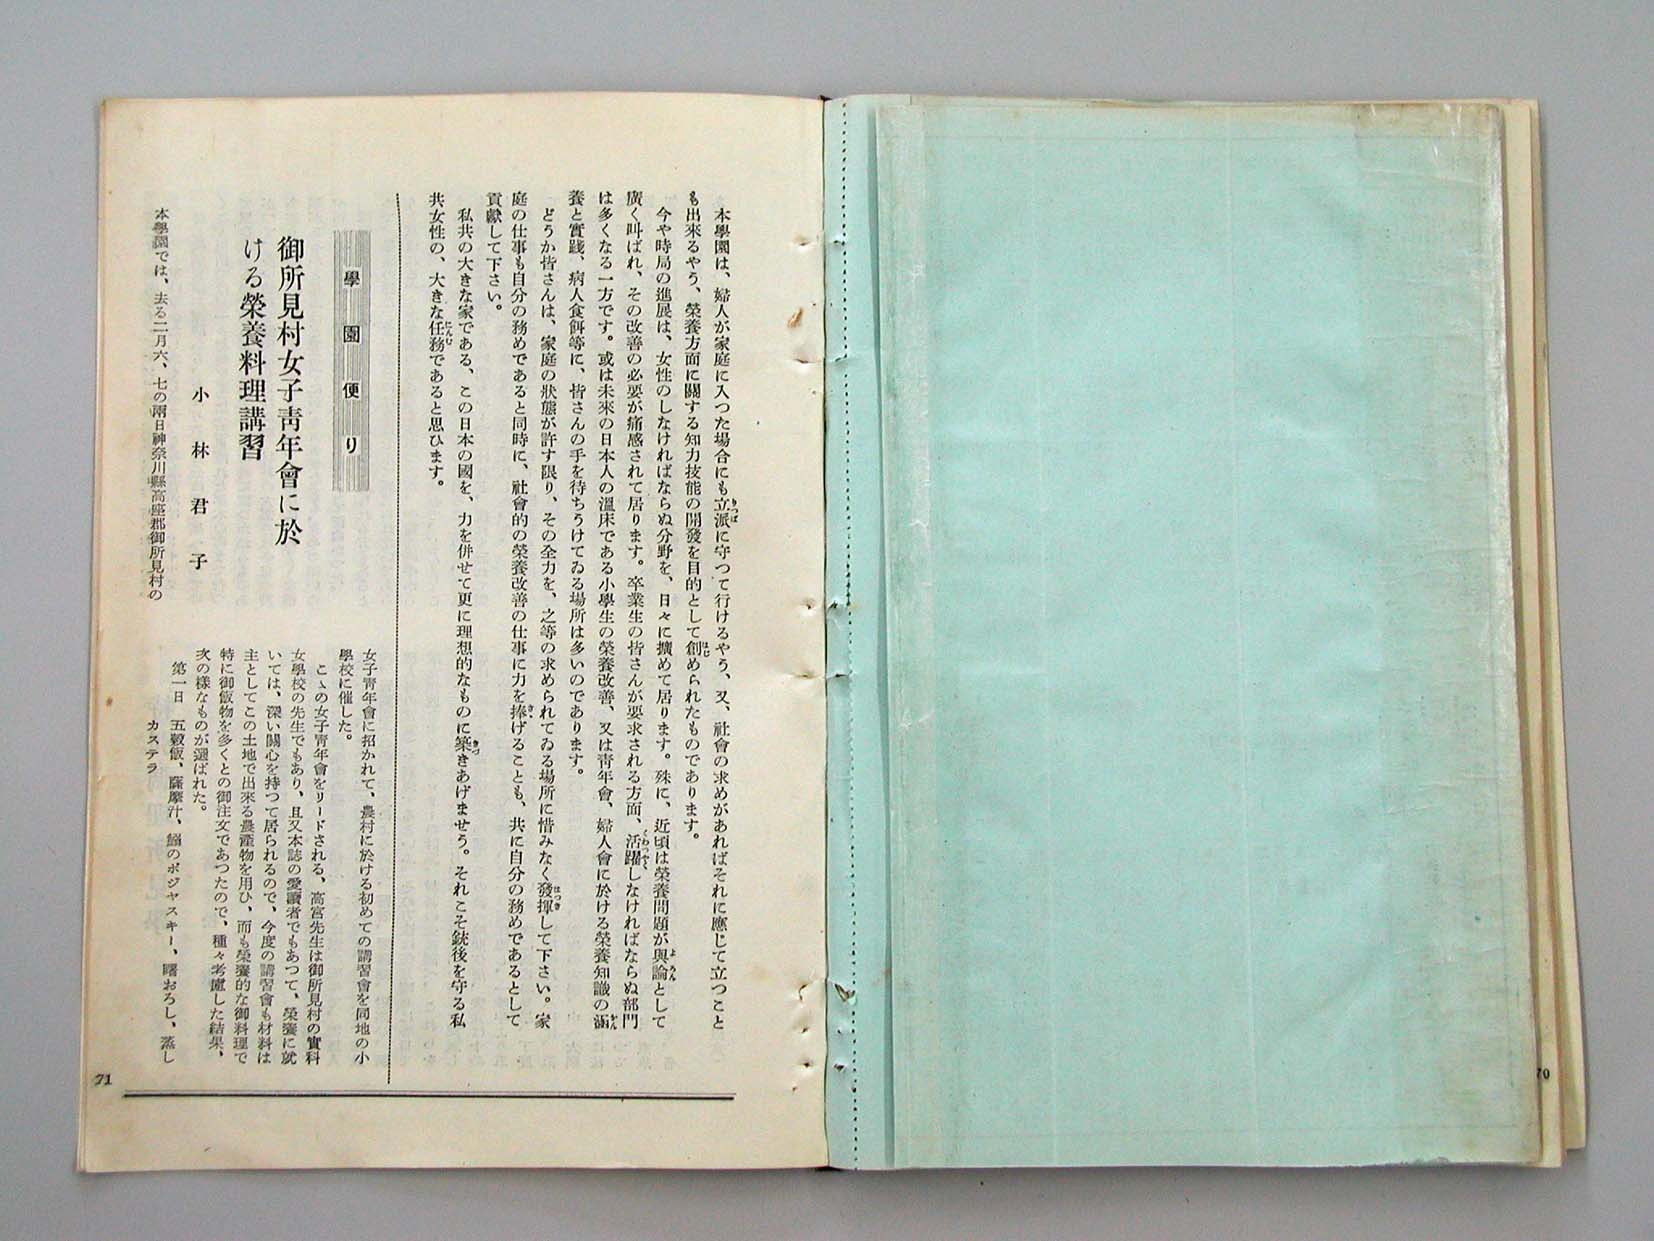 本學園は、婦人が家庭に入つた場合にも立派に守つて行けるやう、又、社會の求めがあればそれに應じて立つこと
も出來るやう、榮養方面に關する知力技能の開發を目的として創められたものであります。
今や時局の進展は、女性のしなければならぬ分野を、日々に擴めて居ります。殊に、近頃は榮養問題が輿論として
廣く叫ばれ、その改善の必要が痛感されて居ります。卒業生の皆さんが要求される方面、活躍しなければならぬ部門
は多くなる一方です。或は未來の日本人の溫床である小學生の榮養改善、又は靑年會、婦人會に於ける榮養知識の涵
養と實踐、病人食餌等に、皆さんの手を待ちうけてゐる場所は多いのであります。
どうか皆さんは、家庭の狀態が許す限り、その全力を、之等の求められてゐる場所に惜みなく發揮して下さい。家
庭の仕事も自分の務めであると同時に、社會的の榮養改善の仕事に力を捧げることも、共に自分の務めであるとして
貢獻して下さい。
私共の大きな家である、この日本の國を、力を併せて更に理想的なものに築きあげませう。それこそ銃後を守る私
共女性の、大きな任務であると思ひます。
學園便り
御所見村女子靑年會に於
ける榮養料理講習
小林君子
本學園では、去る二月六、七の兩日神奈川縣高座郡御所見村の
女子靑年會に招かれて、農村に於ける初めての講習會を同地の小
學校に催した。
こゝの女子靑年會をリードされる、高宮先生は御所見村の實科
女學校の先生でもあり、且又本誌の愛讀者でもあつて、榮養に就
いては、深い關心を持つて居られるので、今度の講習會も材料は
主としてこの土地で出來る農產物を用ひ、而も榮養的な御料理で
特に御飯物を多くとの御注文であつたので、種々考慮した結果、
次の樣なものが選ばれた。
第一日　五穀飯、薩摩汁、鰯のポジヤスキー、曙おろし、蒸し
カステラ
71
70